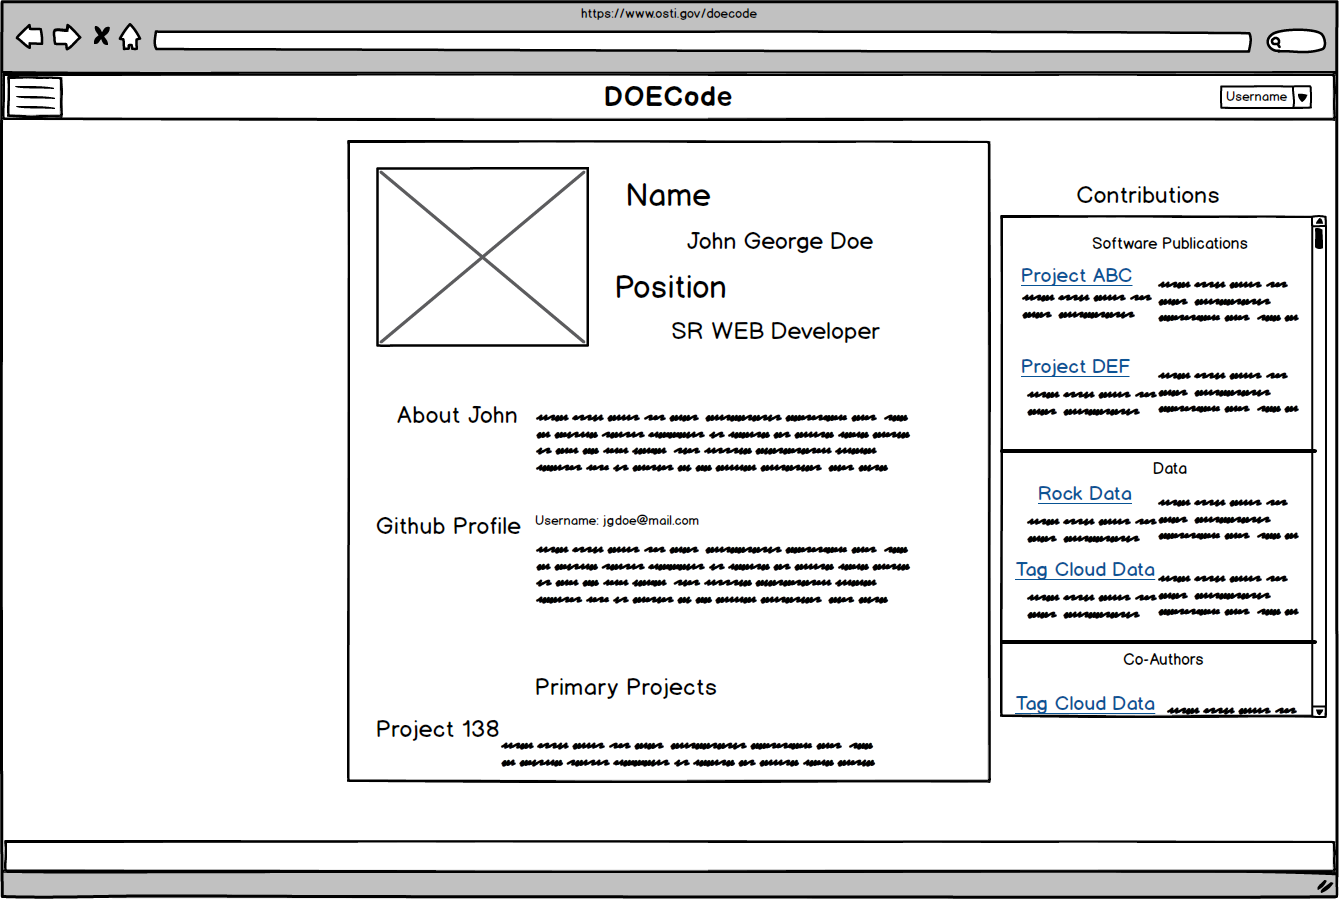 https://www.osti.gov/doecode
DOECode
Username
Name
John George Doe
Position
SR WEB Developer
About John
Github Profile
Username: jgdoe@mail.com
Primary Projects
Project 138
Contributions
Software Publications
Project ABC
Project DEF
Data
Rock Data
Tag Cloud Data
Co-Authors
Tag Cloud Data